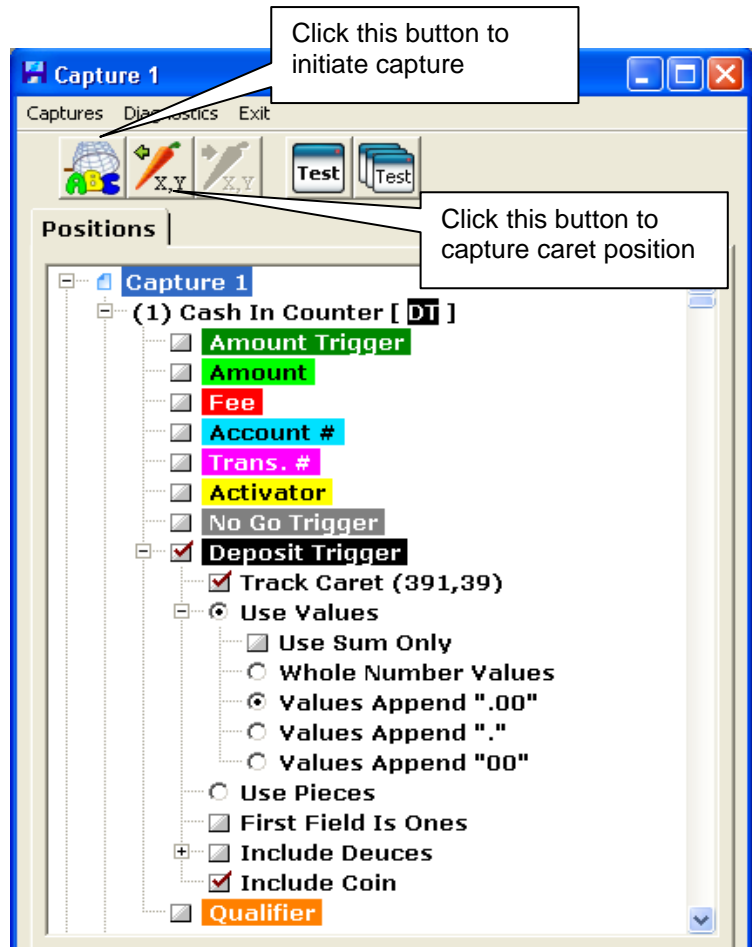 Click this button to
initiate capture
Capture 1
Captures Diagnostics Exit
ABC X,Y X,Y Test Test
Click this button to
capture caret position
Positions
Capture 1
(1) Cash In Counter [ DT ]
Amount Trigger
Amount
Fee
Account #
Trans. #
Activator
No Go Trigger
Deposit Trigger
Track Caret (391,39)
Use Values
Use Sum Only
Whole Number Values
Values Append ".00"
Values Append "."
Values Append "00"
Use Pieces
First Field Is Ones
Include Deuces
Include Coin
Qualifier